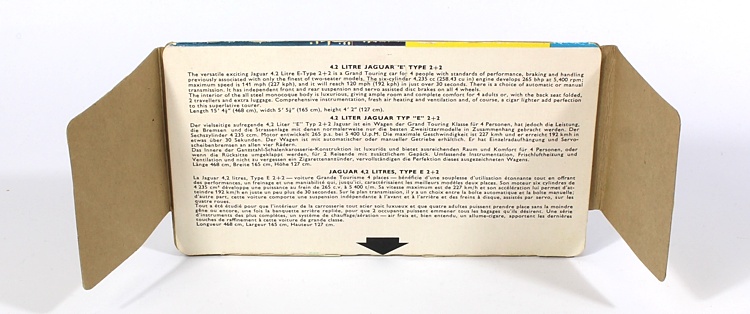 4.2 LITRE JAGUAR 'E' TYPE 2+2
The versatile exciting Jaguar 4.2 Litre E-Type 2+2 is a Grand Touring car for 4 people with standards of performance, braking and handling
previously associated with only the finest of two-seater models. The six-cylinder 4,235 cc (258.43 cu in) engine develops 265 bhp at 5,400 rpm;
maximum speed is 141 mph (227 kph), and it will reach 120 mph (192 kph) in just over 30 seconds. There is a choice of automatic or manual
transmission. It has independent front and rear suspension and servo assisted disc brakes on all 4 wheels.
The interior of the all steel monocoque body is luxurious, giving ample room and complete comfort for 4 adults or, with the back seat folded,
2 travellers and extra luggage. Comprehensive instrumentation, fresh air heating and ventilation and, of course, a cigar lighter add perfection
to this superlative tourer.
Length 15' 4½" (468 cm), width 5' 5¼" (165 cm), height 4' 2" (127 cm).
4.2 LITER JAGUAR TYP "E" 2+2
Der vielseitige aufregende 4,2 Liter "E" Typ 2+2 Jaguar ist ein Wagen der Grand Touring Klasse für 4 Personen, hat jedoch die Leistung,
die Bremsen und die Strassenlage mit denen normalerweise nur die besten Zweisitzermodelle in Zusammenhang gebracht werden. Der
Sechszylinder 4 235 ccm. Motor entwickelt 265 p.s. bei 5 400 U.p.M. Die maximale Geschwindigkeit ist 227 kmh und er erreicht 192 kmh in
etwas über 30 Sekunden. Der Wagen ist mit automatischer oder manueller Getriebe erhältlich. Er hat Einzelradaufhängung und Servo-
scheibenbremsen an allen vier Rädern.
Das Innere der Ganzstahlschalenkarosserie-Konstruktion ist luxuriös und bietet ausreichenden Raum und Komfort für 4 Personen, oder
wenn die Rücksitze umgeklappt werden, für 2 Reisende mit zusätzlichem Gepäck. Umfassende Instrumentation, Frischluftheizung und
Ventilation und nicht zu vergessen ein Zigarettenanzünder, vervollständigen die Perfektion dieses ausgezeichneten Wagens.
Länge 468 cm, Breite 165 cm, Höhe 127 cm.
JAGUAR 4,2 LITRES, TYPE E 2+2
La Jaguar 4,2 litres, Type E 2+2 — voiture Grande Tourisme 4 places — bénéficie d'une souplesse d'utilisation étonnante tout en offrant
des performances, un freinage et une maniabilité qui, jusqu'ici, caractérisaient les meilleurs modèles deux places. Son moteur six cylindres de
4 235 cm³ développe une puissance au frein de 265 c.v. à 5 400 t/m. Sa vitesse maximum est de 227 km/h et son accélération lui permet d'at-
teindre 192 km/h en juste un peu plus de 30 secondes. Sur le plan transmission, il y a un choix entre la boîte automatique et la boîte manuelle;
d'autre part, cette voiture comporte une suspension indépendante à l'avant et à l'arrière et des freins à disque, assistés par servo, sur les
quatre roues.
Tout a été étudié pour que l'intérieur de la carrosserie tout acier soit luxueux et que quatre adultes puissent prendre place sans la moindre
gêne ou encore, une fois la banquette arrière repliée, pour que 2 occupants puissent emmener tous les bagages qu'ils désirent. Une série
d'instruments des plus complètes, un système de chauffage/aération — air frais et, bien entendu, un allume-cigare, apportent les dernières
touches de raffinement à cette voiture de grande classe.
Longueur 468 cm, Largeur 165 cm, Hauteur 127 cm.